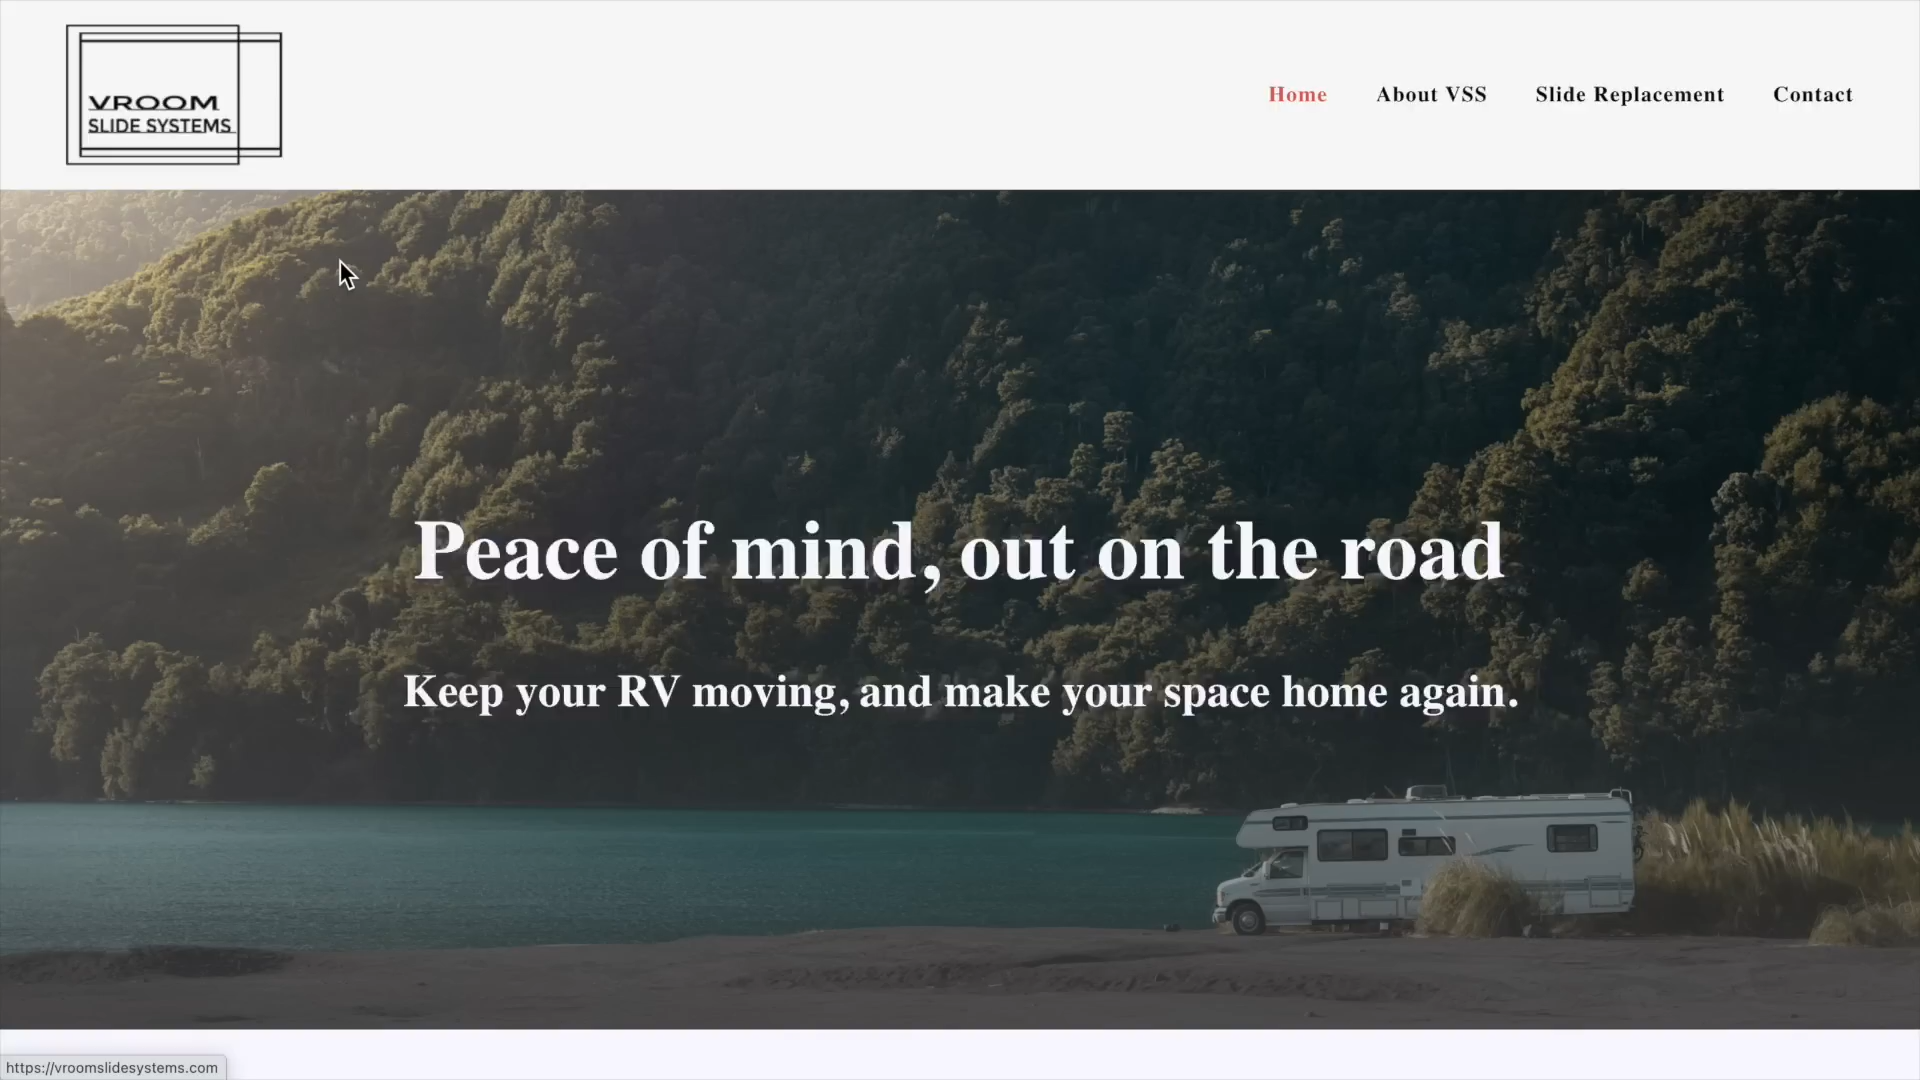 VROOM
SLIDE SYSTEMS
Home
About VSS
Slide Replacement
Contact
Peace of mind, out on the road
Keep your RV moving, and make your space home again.
https://vroomslidesystems.com